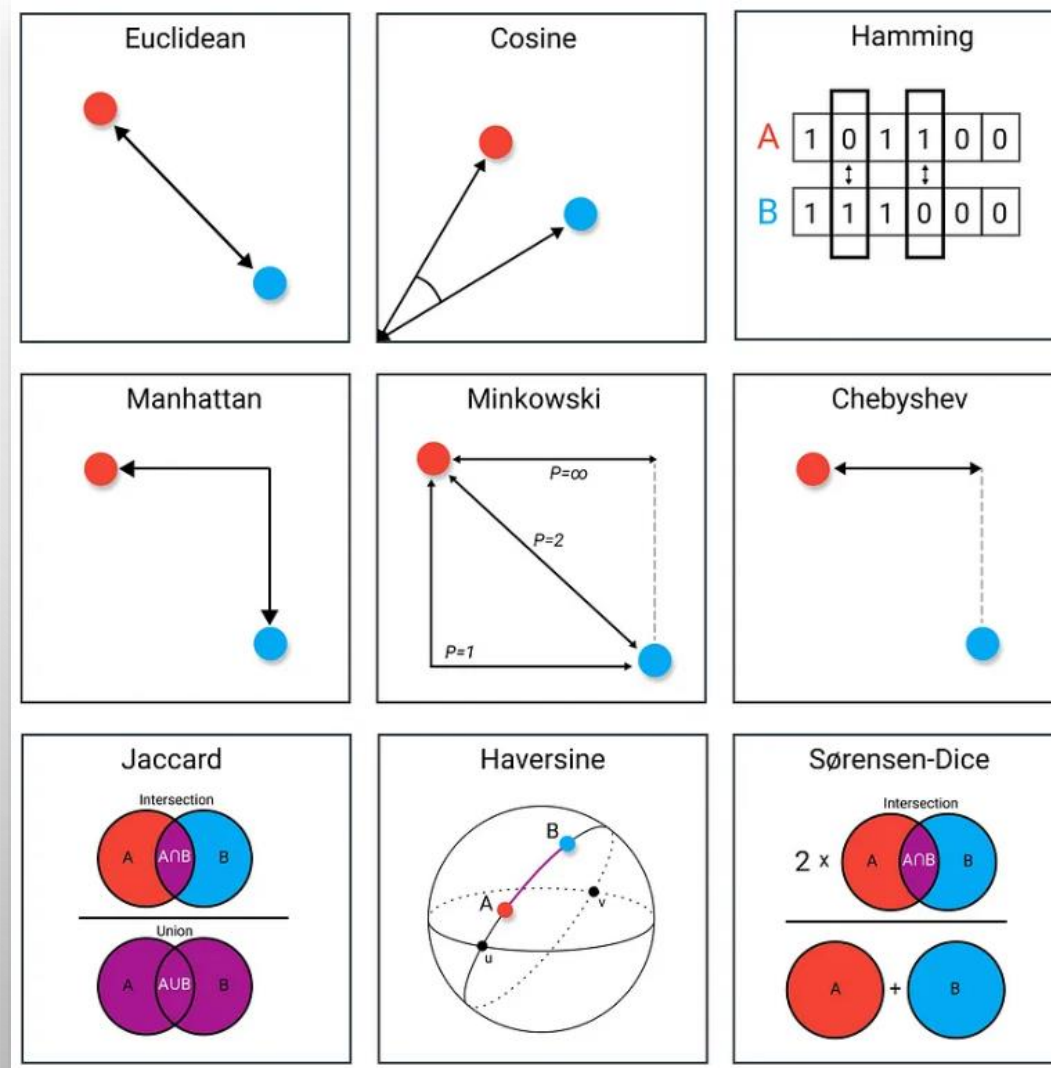 Euclidean
Cosine
Hamming
A 1 0 1 1 0 0
B 1 1 1 0 0 0
Manhattan
Minkowski
P=∞
P=2
P=1
Chebyshev
Jaccard
Intersection
A A∩B B
Union
A A∪B B
Haversine
B
A
v
u
Sørensen-Dice
Intersection
2 x A A∩B B
A + B